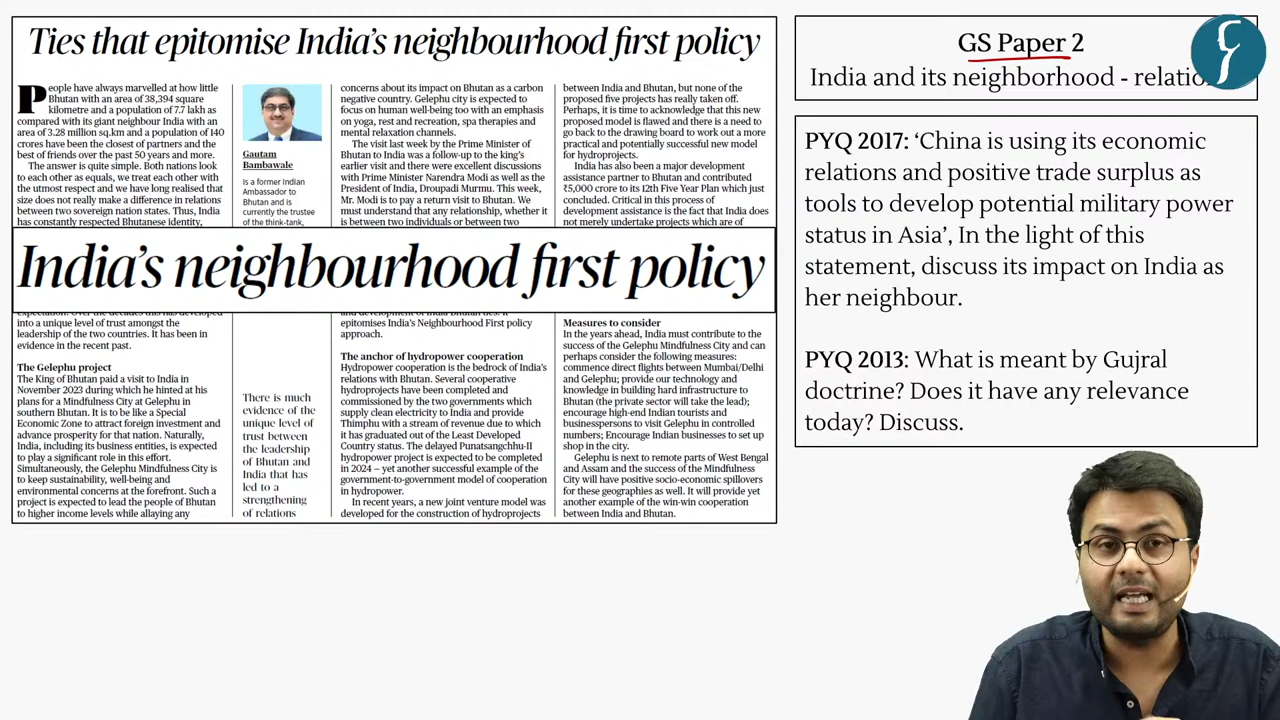 Ties that epitomise India's neighbourhood first policy
People have always marvelled at how little
Bhutan with an area of 38,394 square
kilometre and a population of 7.7 lakh as
compared with its giant neighbour India with an
area of 3.28 million sq.km and a population of 140
crores have been the closest of partners and the
best of friends over the past 50 years and more.
The answer is quite simple. Both nations look
to each other as equals, we treat each other with
the utmost respect and we have long realised that
size does not really make a difference in relations
between two sovereign nation states. Thus, India
has constantly respected Bhutanese identity,
Gautam
Bambawale
Is a former Indian
Ambassador to
Bhutan and is
currently the trustee
of the think-tank,
concerns about its impact on Bhutan as a carbon
negative country. Gelephu city is expected to
focus on human well-being too with an emphasis
on yoga, rest and recreation, spa therapies and
mental relaxation channels.
The visit last week by the Prime Minister of
Bhutan to India was a follow-up to the king's
earlier visit and there were excellent discussions
with Prime Minister Narendra Modi as well as the
President of India, Droupadi Murmu. This week,
Mr. Modi is to pay a return visit to Bhutan. We
must understand that any relationship, whether it
is between two individuals or between two
between India and Bhutan, but none of the
proposed five projects has really taken off.
Perhaps, it is time to acknowledge that this new
proposed model is flawed and there is a need to
go back to the drawing board to work out a more
practical and potentially successful new model
for hydroprojects.
India has also been a major development
assistance partner to Bhutan and contributed
₹5,000 crore to its 12th Five Year Plan which just
concluded. Critical in this process of
development assistance is the fact that India does
not merely undertake projects which are of
India's neighbourhood first policy
expectation. Over the decades this has developed
into a unique level of trust amongst the
leadership of the two countries. It has been in
evidence in the recent past.
The Gelephu project
The King of Bhutan paid a visit to India in
November 2023 during which he hinted at his
plans for a Mindfulness City at Gelephu in
southern Bhutan. It is to be like a Special
Economic Zone to attract foreign investment and
advance prosperity for that nation. Naturally,
India, including its business entities, is expected
to play a significant role in this effort.
Simultaneously, the Gelephu Mindfulness City is
to keep sustainability, well-being and
environmental concerns at the forefront. Such a
project is expected to lead the people of Bhutan
to higher income levels while allaying any
There is much
evidence of the
unique level of
trust between
the leadership
of Bhutan and
India that has
led to a
strengthening
of relations
and development of India Bhutan ties. It
epitomises India's Neighbourhood First policy
approach.
The anchor of hydropower cooperation
Hydropower cooperation is the bedrock of India's
relations with Bhutan. Several cooperative
hydroprojects have been completed and
commissioned by the two governments which
supply clean electricity to India and provide
Thimphu with a stream of revenue due to which
it has graduated out of the Least Developed
Country status. The delayed Punatsangchhu-II
hydropower project is expected to be completed
in 2024 – yet another successful example of the
government-to-government model of cooperation
in hydropower.
In recent years, a new joint venture model was
developed for the construction of hydroprojects
Measures to consider
In the years ahead, India must contribute to the
success of the Gelephu Mindfulness City and can
perhaps consider the following measures:
commence direct flights between Mumbai/Delhi
and Gelephu; provide our technology and
knowledge in building hard infrastructure to
Bhutan (the private sector will take the lead);
encourage high-end Indian tourists and
businesspersons to visit Gelephu in controlled
numbers; Encourage Indian businesses to set up
shop in the city.
Gelephu is next to remote parts of West Bengal
and Assam and the success of the Mindfulness
City will have positive socio-economic spillovers
for these geographies as well. It will provide yet
another example of the win-win cooperation
between India and Bhutan.
GS Paper 2
India and its neighborhood - relatio
PYQ 2017: ‘China is using its economic
relations and positive trade surplus as
tools to develop potential military power
status in Asia’, In the light of this
statement, discuss its impact on India as
her neighbour.
PYQ 2013: What is meant by Gujral
doctrine? Does it have any relevance
today? Discuss.